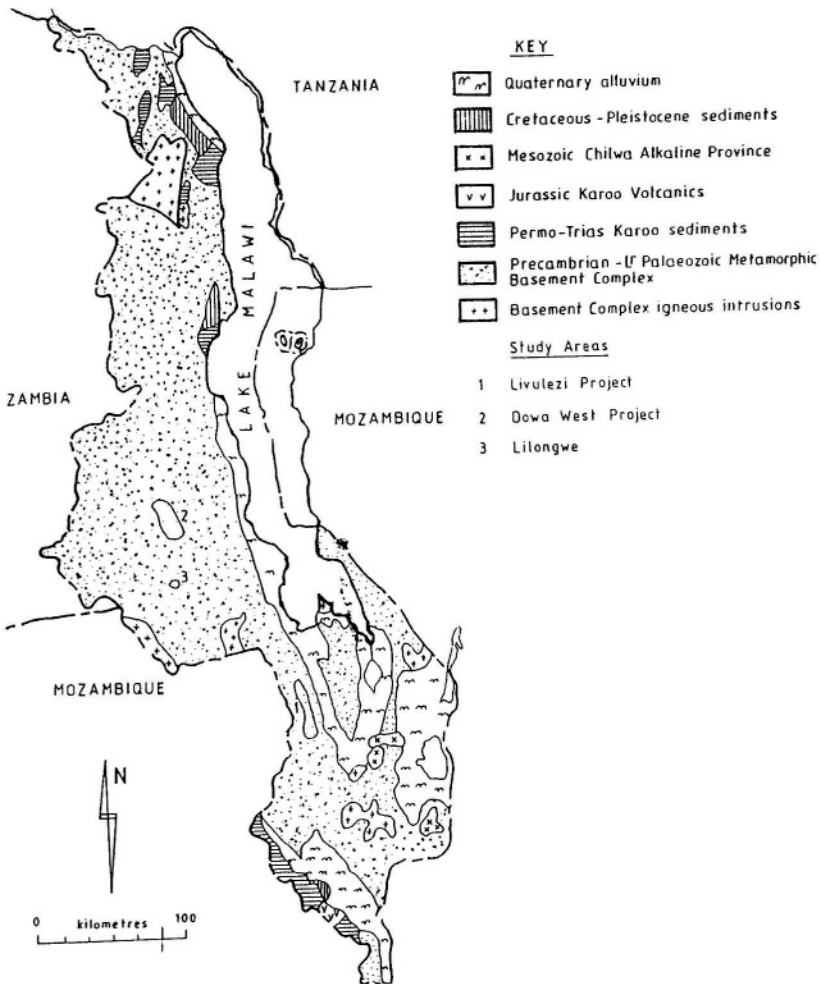 KEY
TANZANIA
Quaternary alluvium
Cretaceous - Pleistocene sediments
Mesozoic Chilwa Alkaline Province
Jurassic Karoo Volcanics
Permo-Trias Karoo sediments
Precambrian - Lr Palaeozoic Metamorphic
Basement Complex
Basement Complex igneous intrusions
Study Areas
1 Livulezi Project
2 Dowa West Project
3 Lilongwe
LAKE MALAWI
ZAMBIA
MOZAMBIQUE
2
3
MOZAMBIQUE
N
0 kilometres 100